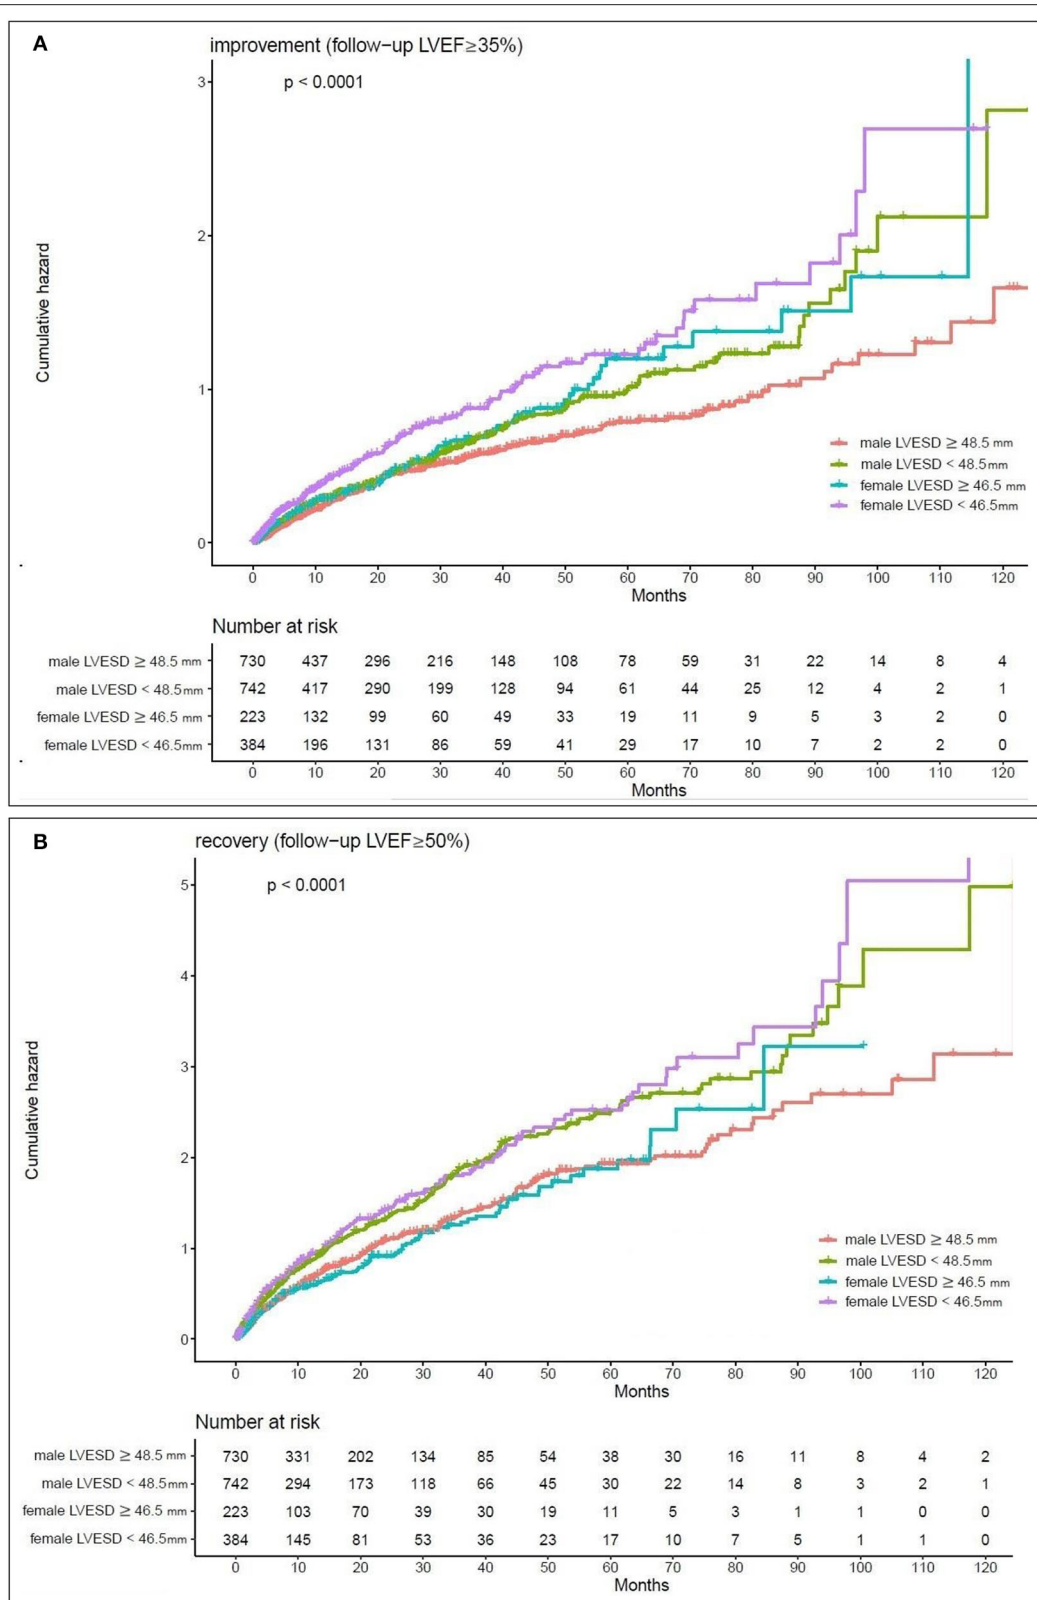 A
improvement (follow-up LVEF≥35%)
p < 0.0001
3
2
1
0
Cumulative hazard
male LVESD ≥ 48.5 mm
male LVESD < 48.5mm
female LVESD ≥ 46.5 mm
female LVESD < 46.5mm
0 10 20 30 40 50 60 70 80 90 100 110 120
Months
Number at risk
male LVESD ≥ 48.5 mm 730 437 296 216 148 108 78 59 31 22 14 8 4
male LVESD < 48.5mm 742 417 290 199 128 94 61 44 25 12 4 2 1
female LVESD ≥ 46.5 mm 223 132 99 60 49 33 19 11 9 5 3 2 0
female LVESD < 46.5mm 384 196 131 86 59 41 29 17 10 7 2 2 0
0 10 20 30 40 50 60 70 80 90 100 110 120
Months
B
recovery (follow-up LVEF≥50%)
p < 0.0001
5
4
3
2
1
0
Cumulative hazard
male LVESD ≥ 48.5 mm
male LVESD < 48.5mm
female LVESD ≥ 46.5 mm
female LVESD < 46.5mm
0 10 20 30 40 50 60 70 80 90 100 110 120
Months
Number at risk
male LVESD ≥ 48.5 mm 730 331 202 134 85 54 38 30 16 11 8 4 2
male LVESD < 48.5mm 742 294 173 118 66 45 30 22 14 8 3 2 1
female LVESD ≥ 46.5 mm 223 103 70 39 30 19 11 5 3 1 1 0 0
female LVESD < 46.5mm 384 145 81 53 36 23 17 10 7 5 1 1 0
0 10 20 30 40 50 60 70 80 90 100 110 120
Months